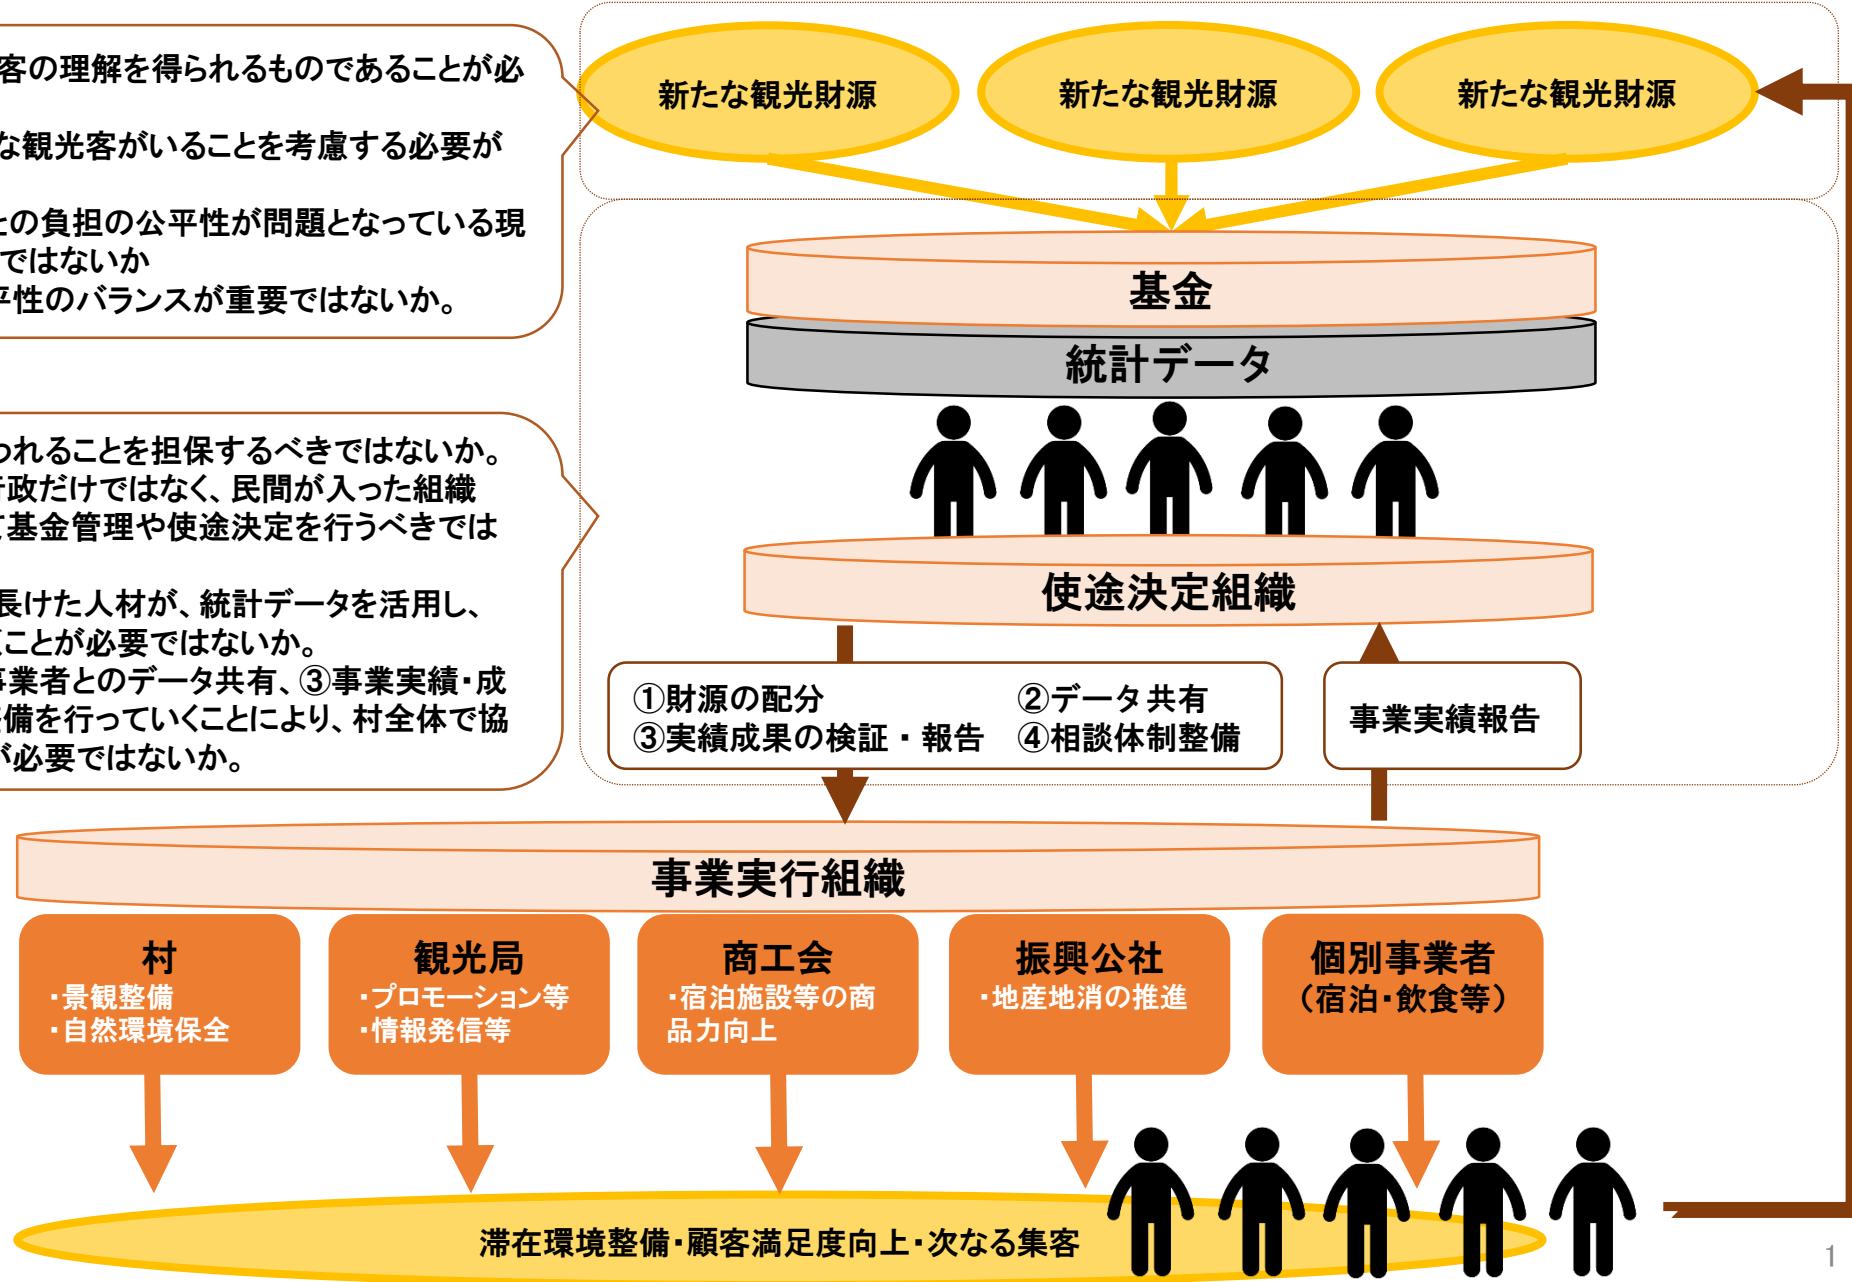 客の理解を得られるものであることが必
な観光客がいることを考慮する必要が
との負担の公平性が問題となっている現
ではないか
平性のバランスが重要ではないか。
新たな観光財源
新たな観光財源
新たな観光財源
基金
統計データ
われることを担保するべきではないか。
行政だけではなく、民間が入った組織
て基金管理や使途決定を行うべきでは
長けた人材が、統計データを活用し、
ことが必要ではないか。
事業者とのデータ共有、③事業実績・成
備を行っていくことにより、村全体で協
が必要ではないか。
使途決定組織
①財源の配分 ②データ共有
③実績成果の検証・報告 ④相談体制整備
事業実績報告
事業実行組織
村
・景観整備
・自然環境保全
観光局
・プロモーション等
・情報発信等
商工会
・宿泊施設等の商
品力向上
振興公社
・地産地消の推進
個別事業者
（宿泊・飲食等）
滞在環境整備・顧客満足度向上・次なる集客
1